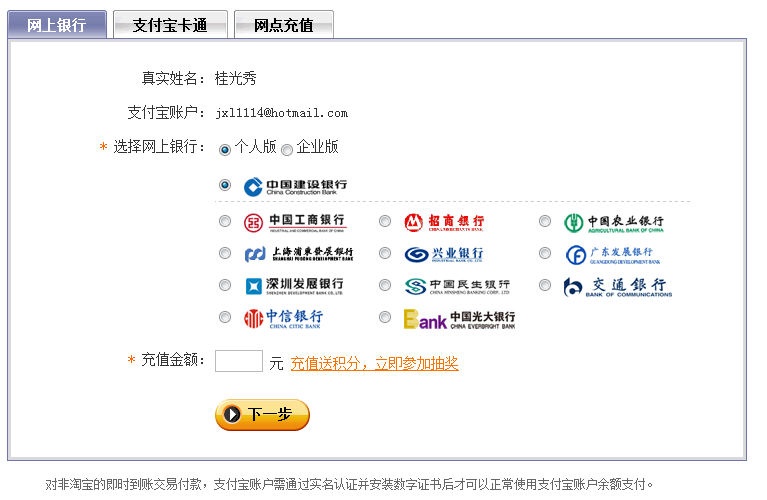 网上银行 支付宝卡通 网点充值
真实姓名： 桂光秀
支付宝账户： jxl1114@hotmail.com
* 选择网上银行： 个人版 企业版
中国建设银行
China Construction Bank
中国工商银行 招商银行 中国农业银行
INDUSTRIAL AND COMMERCIAL BANK OF CHINA CHINA MERCHANTS BANK AGRICULTURAL BANK OF CHINA
上海浦东发展银行 兴业银行 广东发展银行
SHANGHAI PUDONG DEVELOPMENT BANK INDUSTRIAL BANK CO.,LTD. GUANGDONG DEVELOPMENT BANK
深圳发展银行 中国民生银行 交通银行
SHENZHEN DEVELOPMENT BANK CO., LTD. CHINA MINSHENG BANKING CORP., LTD. BANK OF COMMUNICATIONS
中信银行 Bank 中国光大银行
CHINA CITIC BANK CHINA EVERBRIGHT BANK
* 充值金额： 元 充值送积分，立即参加抽奖
下一步
对非淘宝的即时到账交易付款，支付宝账户需通过实名认证并安装数字证书后才可以正常使用支付宝账户余额支付。